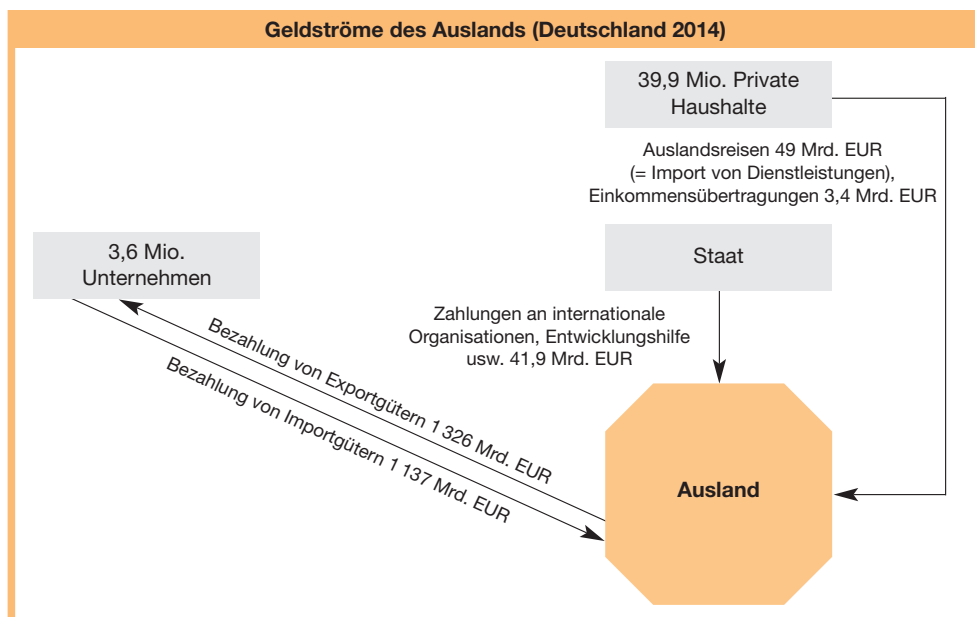 Geldströme des Auslands (Deutschland 2014)
39,9 Mio. Private
Haushalte
Auslandsreisen 49 Mrd. EUR
(= Import von Dienstleistungen),
Einkommensübertragungen 3,4 Mrd. EUR
3,6 Mio.
Unternehmen
Staat
Zahlungen an internationale
Organisationen, Entwicklungshilfe
usw. 41,9 Mrd. EUR
Bezahlung von Exportgütern 1 326 Mrd. EUR
Bezahlung von Importgütern 1 137 Mrd. EUR
Ausland